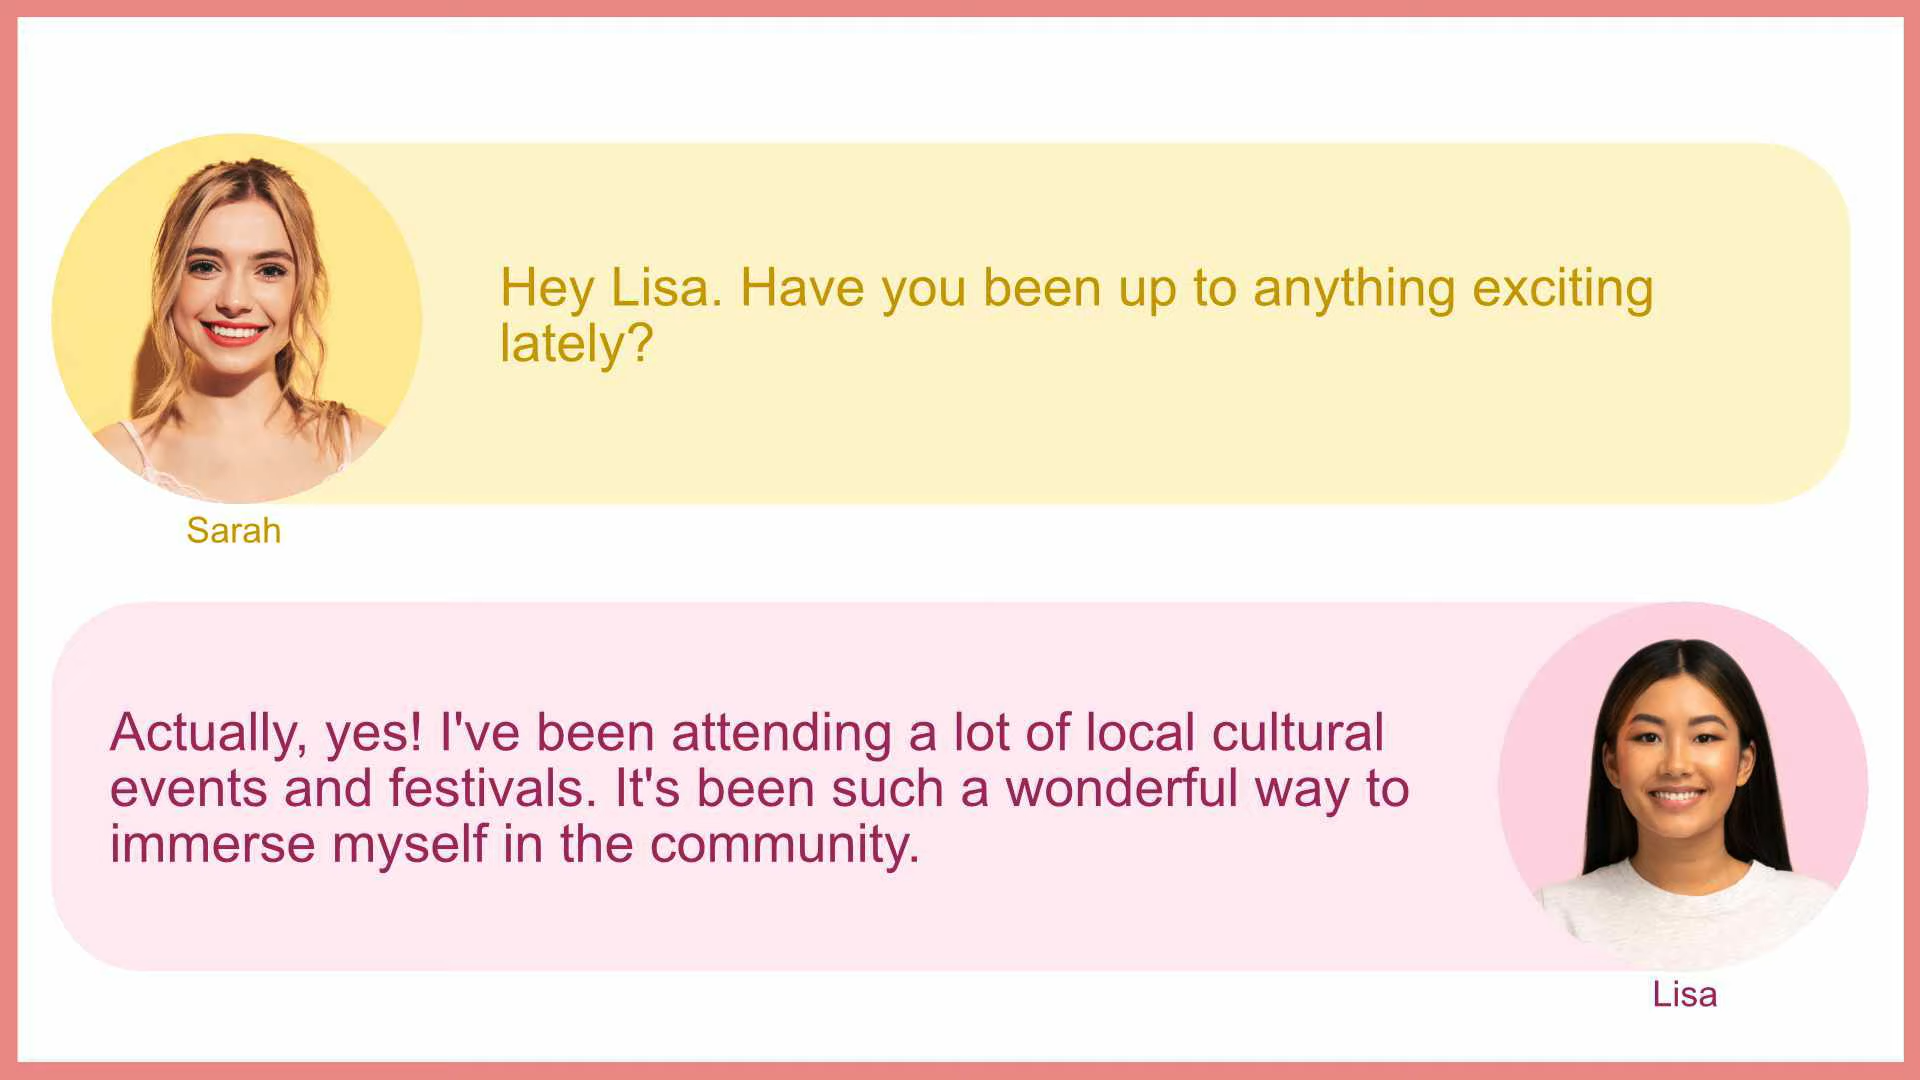 Hey Lisa. Have you been up to anything exciting
lately?
Sarah
Actually, yes! I've been attending a lot of local cultural
events and festivals. It's been such a wonderful way to
immerse myself in the community.
Lisa